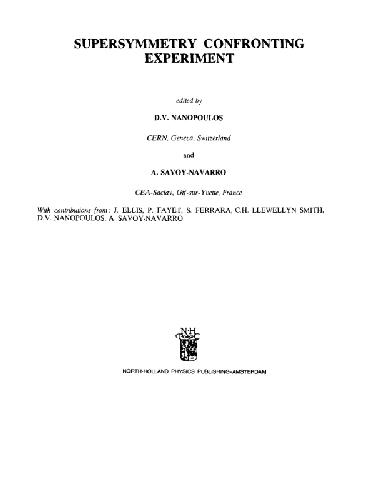 SUPERSYMMETRY CONFRONTING
EXPERIMENT
edited by
D.V. NANOPOULOS
CERN, Geneva, Switzerland
and
A. SAVOY-NAVARRO
CEA-Saclay, Gif-sur-Yvette, France
With contributions from: J. ELLIS, P. FAYET, S. FERRARA, C.H. LLEWELLYN SMITH,
D.V. NANOPOULOS, A. SAVOY-NAVARRO
N·H
NORTH-HOLLAND PHYSICS PUBLISHING-AMSTERDAM